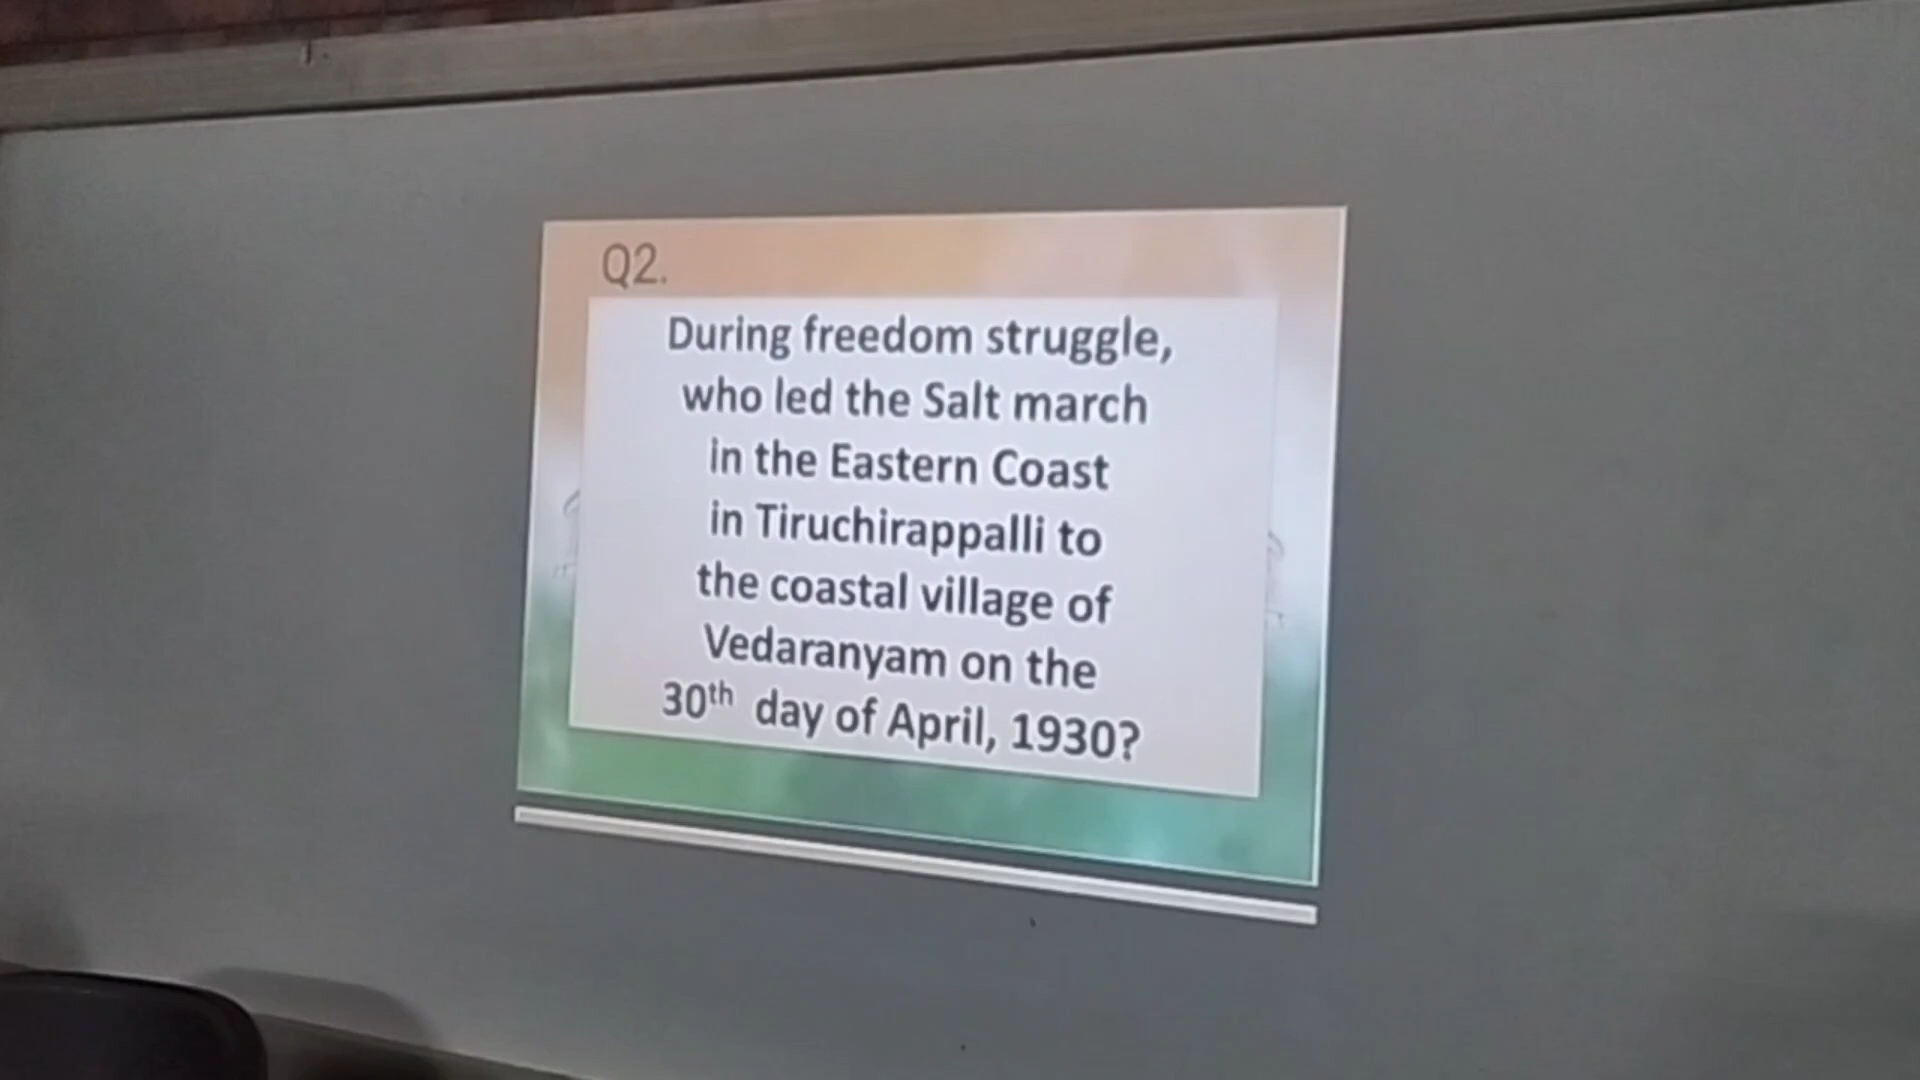 Q2.
During freedom struggle,
who led the Salt march
in the Eastern Coast
in Tiruchirappalli to
the coastal village of
Vedaranyam on the
30th day of April, 1930?